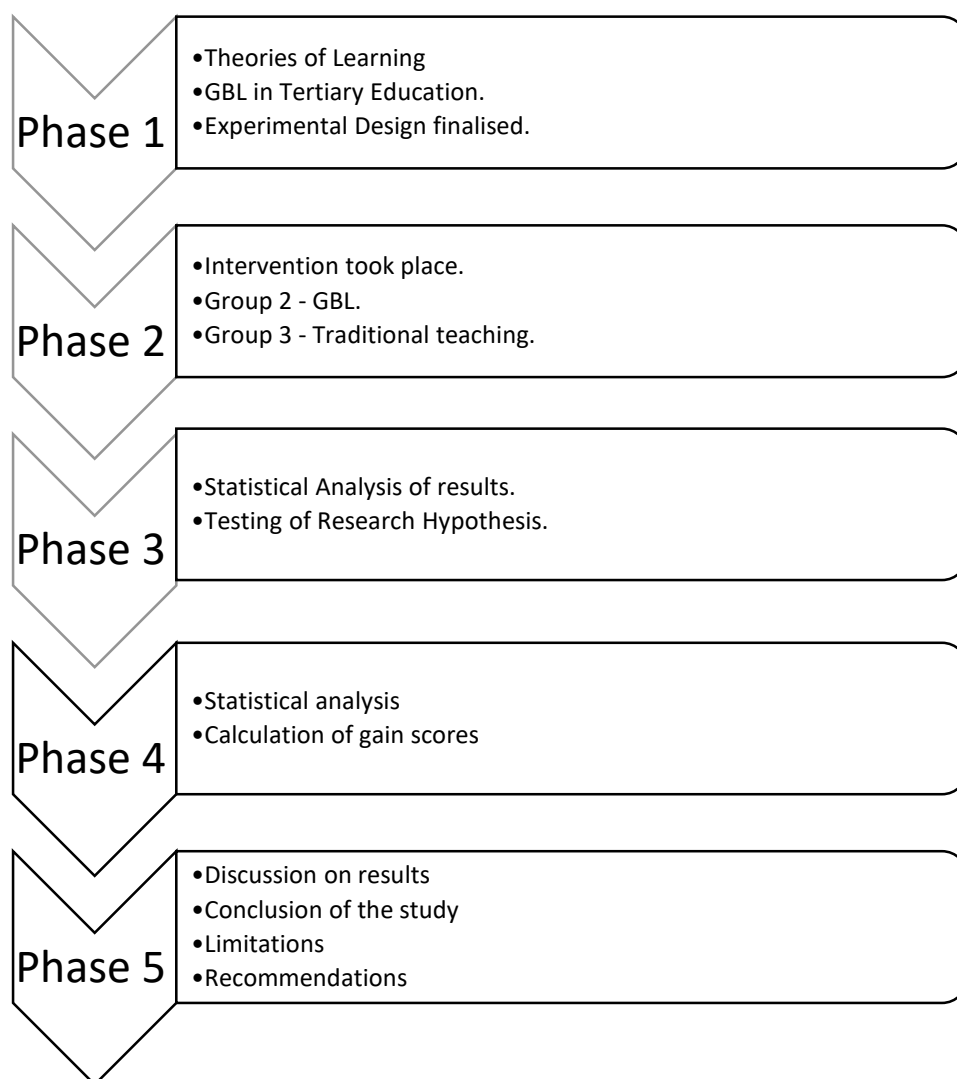 Phase 1
•Theories of Learning
•GBL in Tertiary Education.
•Experimental Design finalised.
Phase 2
•Intervention took place.
•Group 2 - GBL.
•Group 3 - Traditional teaching.
Phase 3
•Statistical Analysis of results.
•Testing of Research Hypothesis.
Phase 4
•Statistical analysis
•Calculation of gain scores
Phase 5
•Discussion on results
•Conclusion of the study
•Limitations
•Recommendations